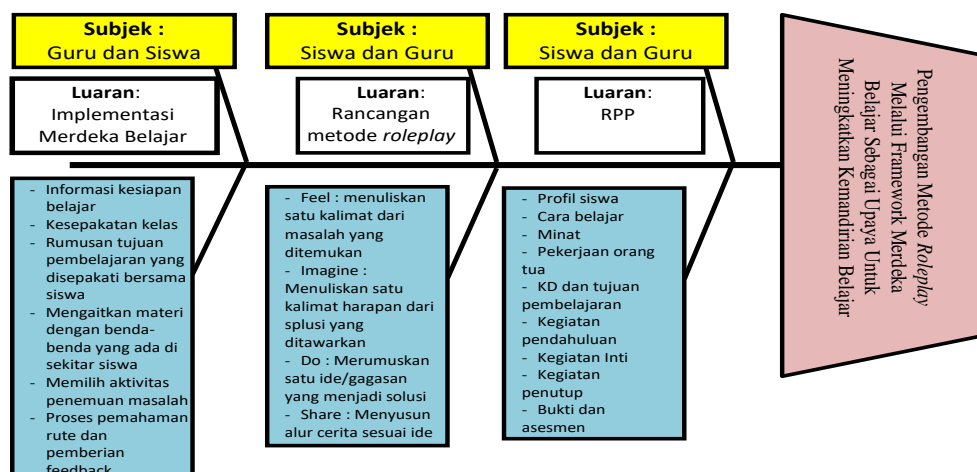 Subjek :
Guru dan Siswa
Luaran:
Implementasi
Merdeka Belajar
- Informasi kesiapan
belajar
- Kesepakatan kelas
- Rumusan tujuan
pembelajaran yang
disepakati bersama
siswa
- Mengaitkan materi
dengan benda-
benda yang ada di
sekitar siswa
- Memilih aktivitas
penemuan masalah
- Proses pemahaman
rute dan
pemberian
feedback
Subjek :
Siswa dan Guru
Luaran:
Rancangan
metode roleplay
- Feel : menuliskan
satu kalimat dari
masalah yang
ditemukan
- Imagine :
Menuliskan satu
kalimat harapan dari
splusi yang
ditawarkan
- Do : Merumuskan
satu ide/gagasan
yang menjadi solusi
- Share : Menyusun
alur cerita sesuai ide
Subjek :
Siswa dan Guru
Luaran:
RPP
- Profil siswa
- Cara belajar
- Minat
- Pekerjaan orang
tua
- KD dan tujuan
pembelajaran
- Kegiatan
pendahuluan
- Kegiatan Inti
- Kegiatan
penutup
- Bukti dan
asesmen
Pengembangan Metode Roleplay
Melalui Framework Merdeka
Belajar Sebagai Upaya Untuk
Meningkatkan Kemandirian Belajar